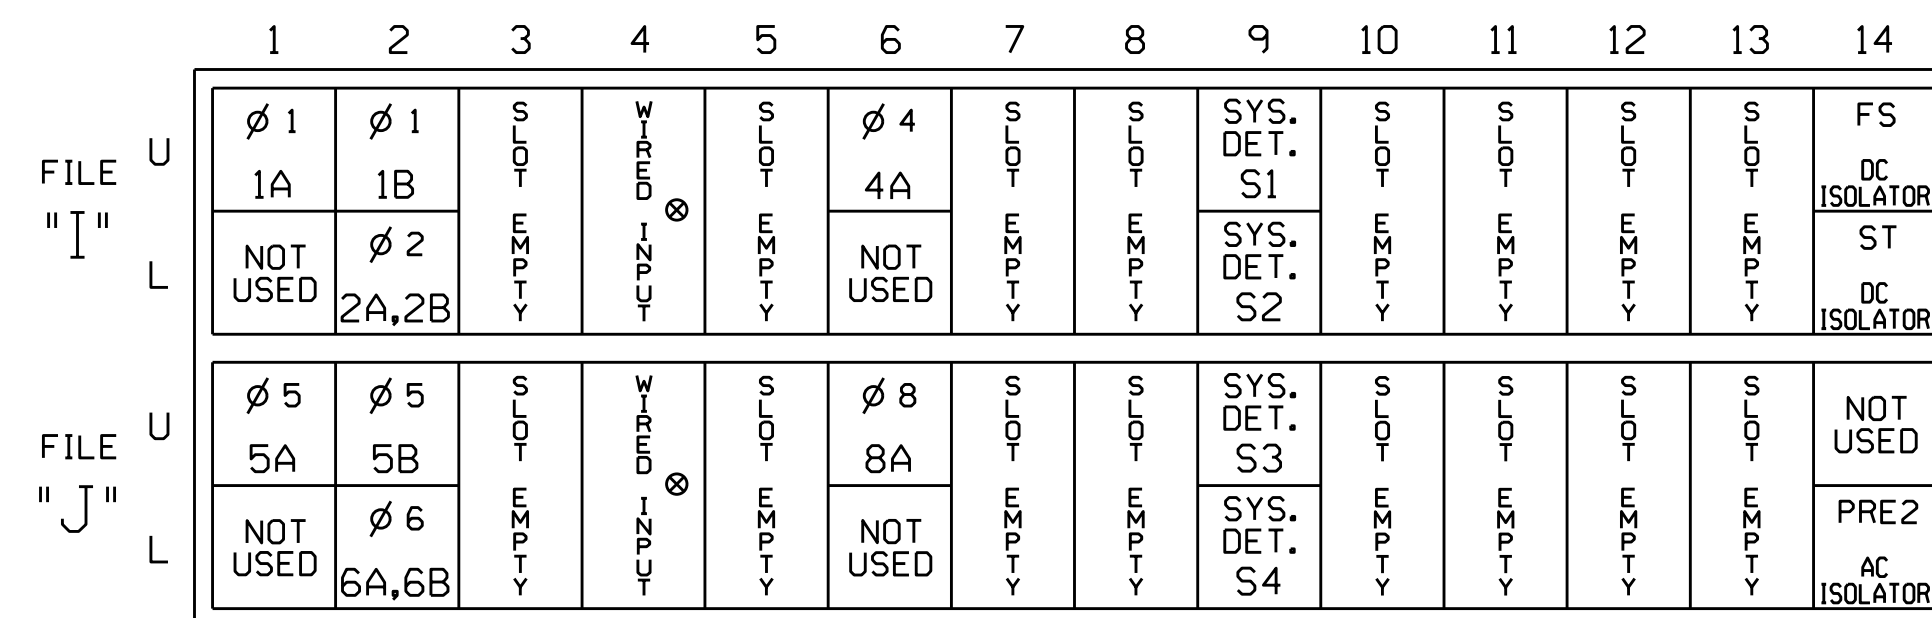 1 2 3 4 5 6 7 8 9 10 11 12 13 14
FILE "I"
U
L
Ø 1
1A
NOT
USED
Ø 1
1B
Ø 2
2A,2B
SLOT EMPTY
WIRED INPUT
SLOT EMPTY
Ø 4
4A
NOT
USED
SLOT EMPTY
SLOT EMPTY
SYS.
DET.
S1
SYS.
DET.
S2
SLOT EMPTY
SLOT EMPTY
SLOT EMPTY
SLOT EMPTY
FS
DC
ISOLATOR
ST
DC
ISOLATOR
FILE "J"
U
L
Ø 5
5A
NOT
USED
Ø 5
5B
Ø 6
6A,6B
SLOT EMPTY
WIRED INPUT
SLOT EMPTY
Ø 8
8A
NOT
USED
SLOT EMPTY
SLOT EMPTY
SYS.
DET.
S3
SYS.
DET.
S4
SLOT EMPTY
SLOT EMPTY
SLOT EMPTY
SLOT EMPTY
NOT
USED
PRE2
AC
ISOLATOR